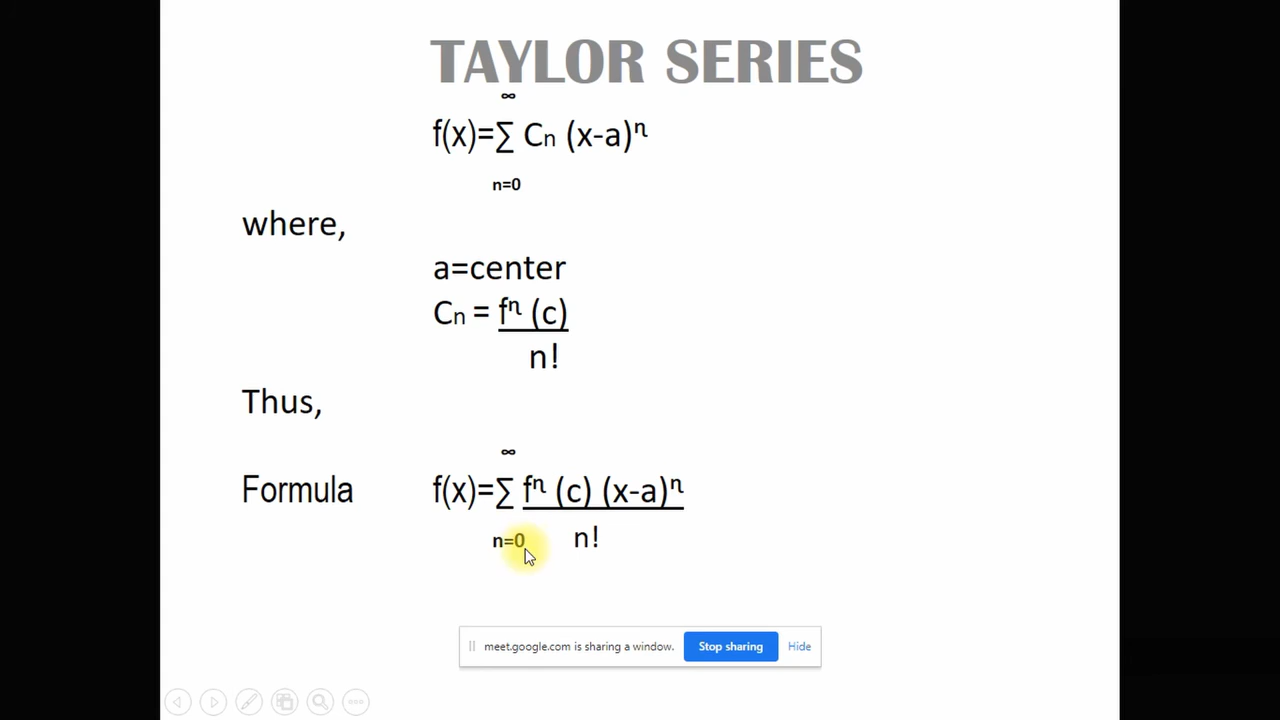 TAYLOR SERIES
∞
f(x)=∑ Cn (x-a)ⁿ
n=0
where,
a=center
Cn = fⁿ (c)
n!
Thus,
∞
Formula f(x)=∑ fⁿ (c) (x-a)ⁿ
n=0 n!
meet.google.com is sharing a window. Stop sharing Hide